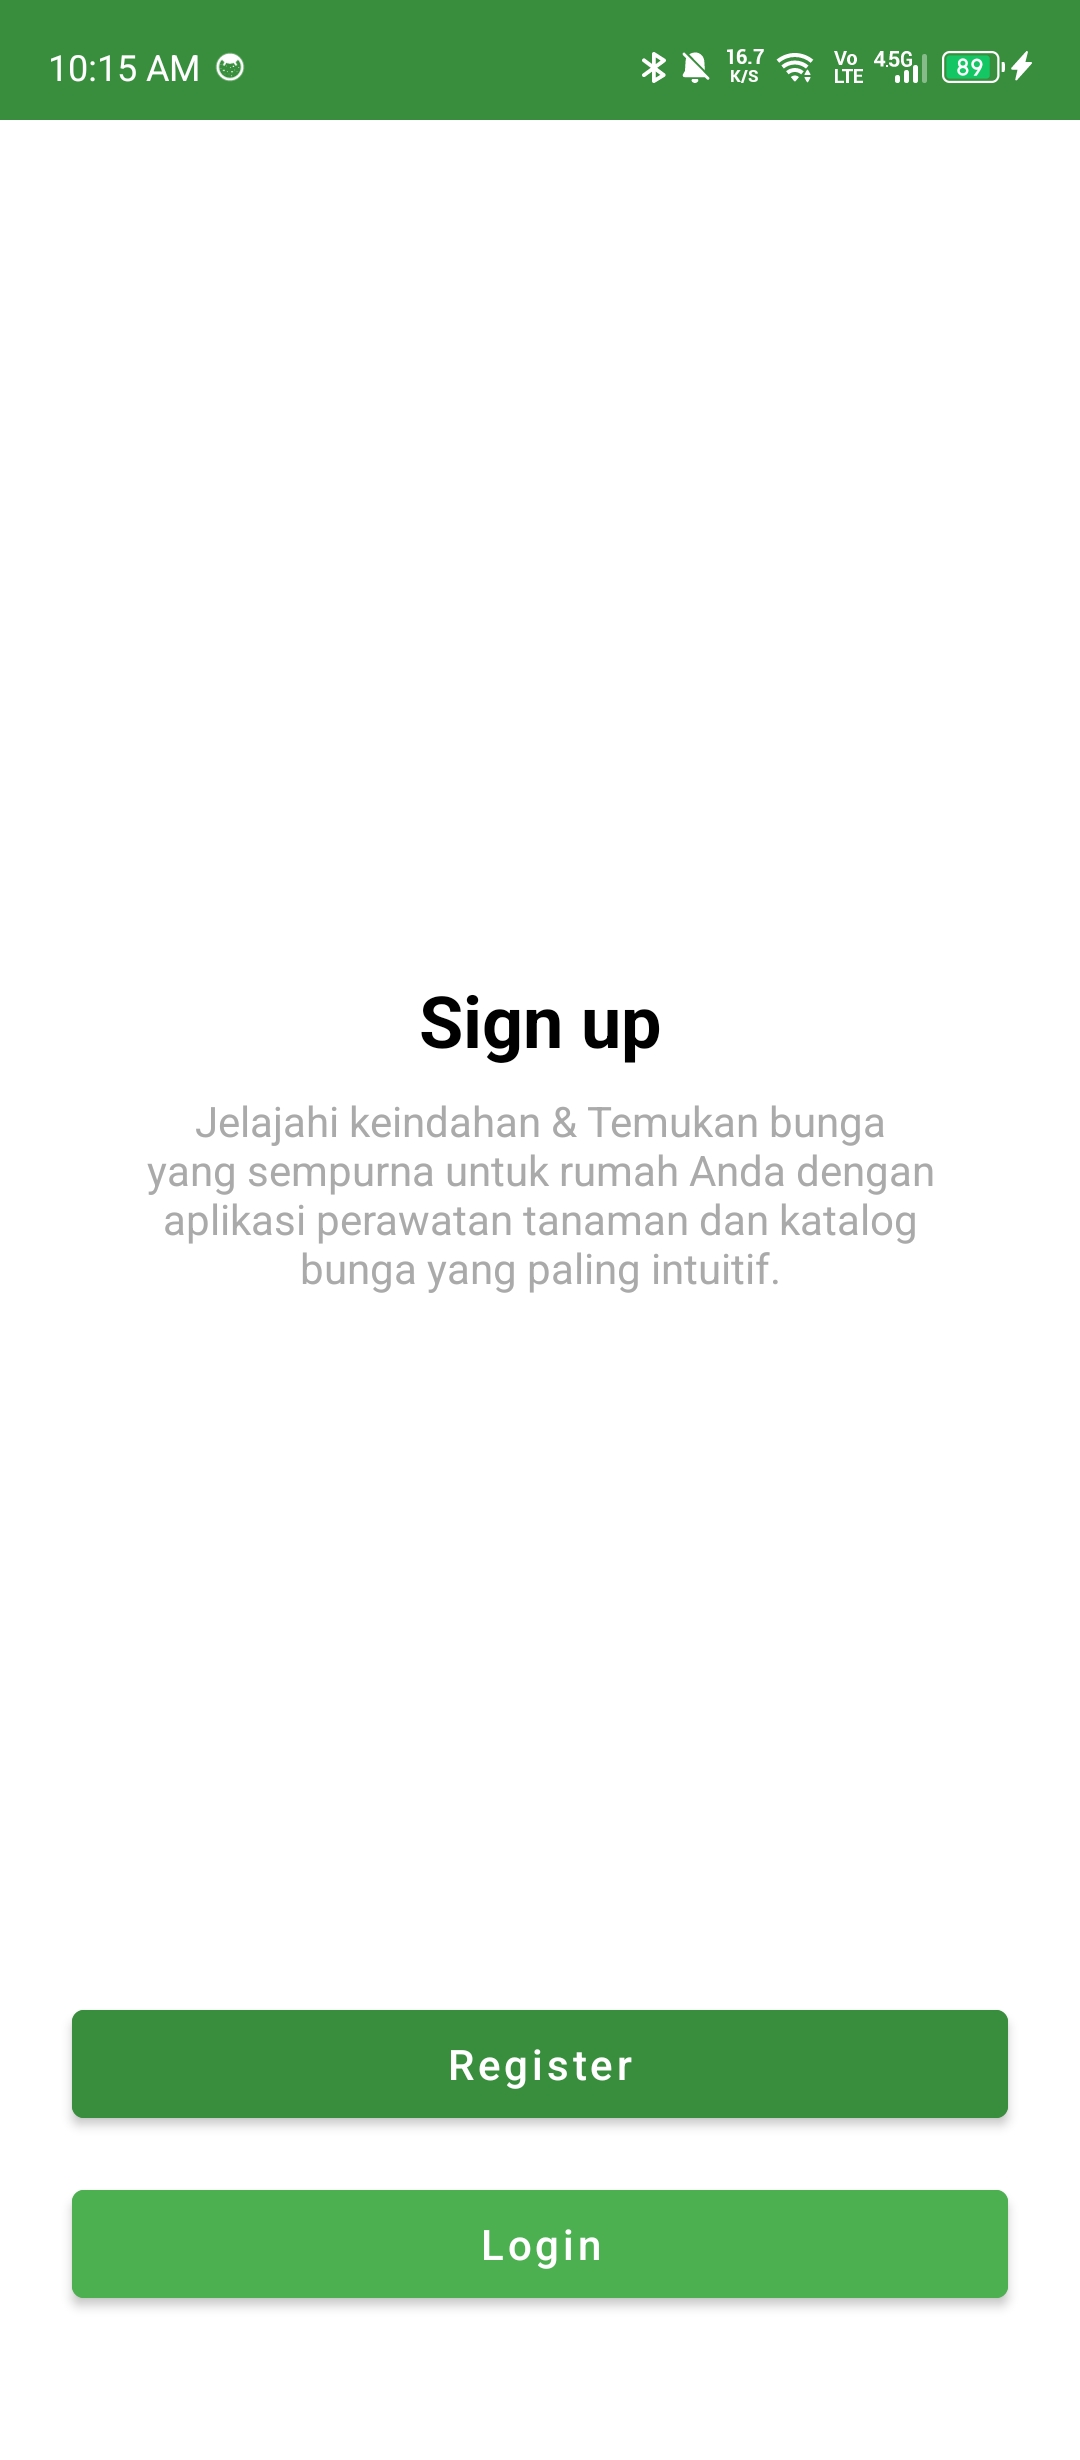 10:15 AM
16.7 K/S Vo LTE 4.5G 89
Sign up
Jelajahi keindahan & Temukan bunga
yang sempurna untuk rumah Anda dengan
aplikasi perawatan tanaman dan katalog
bunga yang paling intuitif.
Register
Login